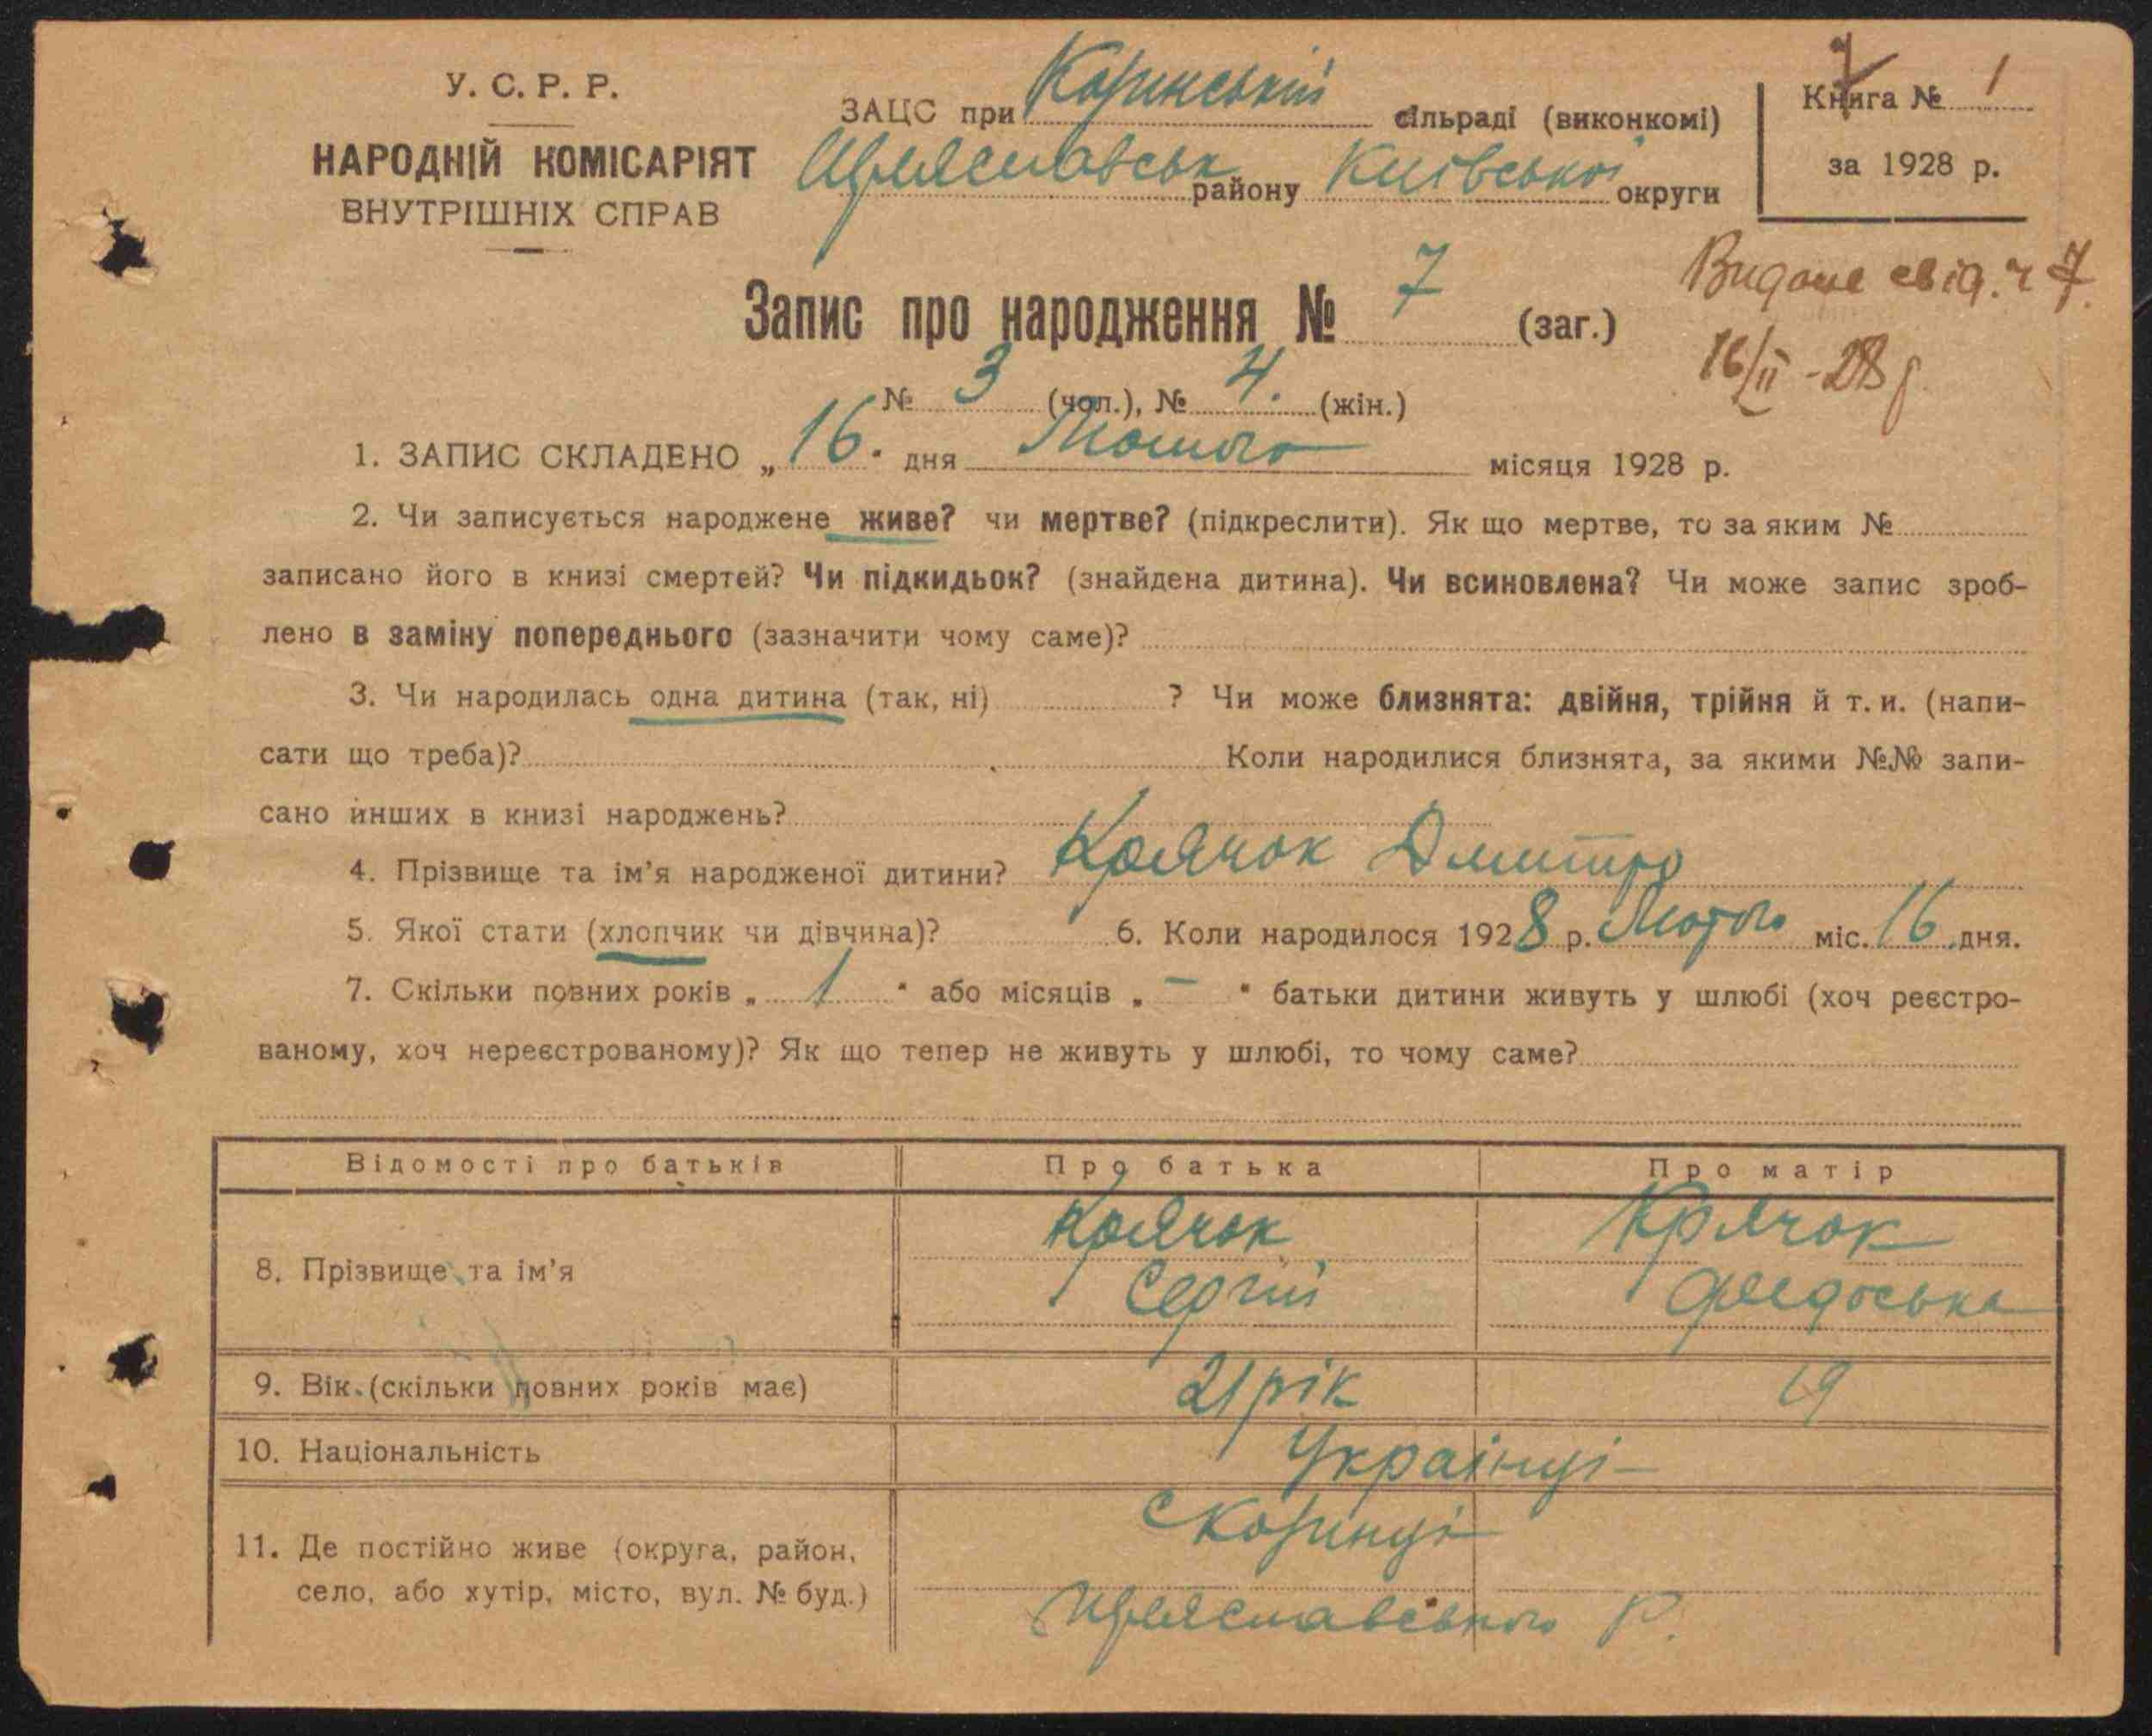 У. С. Р. Р.
НАРОДНІЙ КОМІСАРІЯТ
ВНУТРІШНІХ СПРАВ
ЗАЦС при сільраді (виконкомі)
району Київської округи
7
Книга № 1
за 1928 р.
Видане свід. ч 7.
16/II - 28 р.
Запис про народження № 7 (заг.)
№ 3 (чол.), № 4. (жін.)
1. ЗАПИС СКЛАДЕНО „ 16. " дня Лютого місяця 1928 р.
2. Чи записується народжене живе? чи мертве? (підкреслити). Як що мертве, то за яким №
записано його в книзі смертей? Чи підкидьок? (знайдена дитина). Чи всиновлена? Чи може запис зроб-
лено в заміну попереднього (зазначити чому саме)?
3. Чи народилась одна дитина (так, ні) ? Чи може близнята: двійня, трійня й т. и. (напи-
сати що треба)? Коли народилися близнята, за якими №№ запи-
сано инших в книзі народжень?
4. Прізвище та ім'я народженої дитини? Крячок Дмитро
5. Якої стати (хлопчик чи дівчина)? 6. Коли народилося 1928 р. Лютого міс. 16 дня.
7. Скільки повних років „ 1 " або місяців „ – " батьки дитини живуть у шлюбі (хоч реєстро-
ваному, хоч нереєстрованому)? Як що тепер не живуть у шлюбі, то чому саме?
Відомості про батьків Про батька Про матір
8. Прізвище та ім'я Крячок Крячок
Сергій Федоська
9. Вік (скільки повних років має) 21 рік 19
10. Національність Українці
11. Де постійно живе (округа, район,
село, або хутір, місто, вул. № буд.)